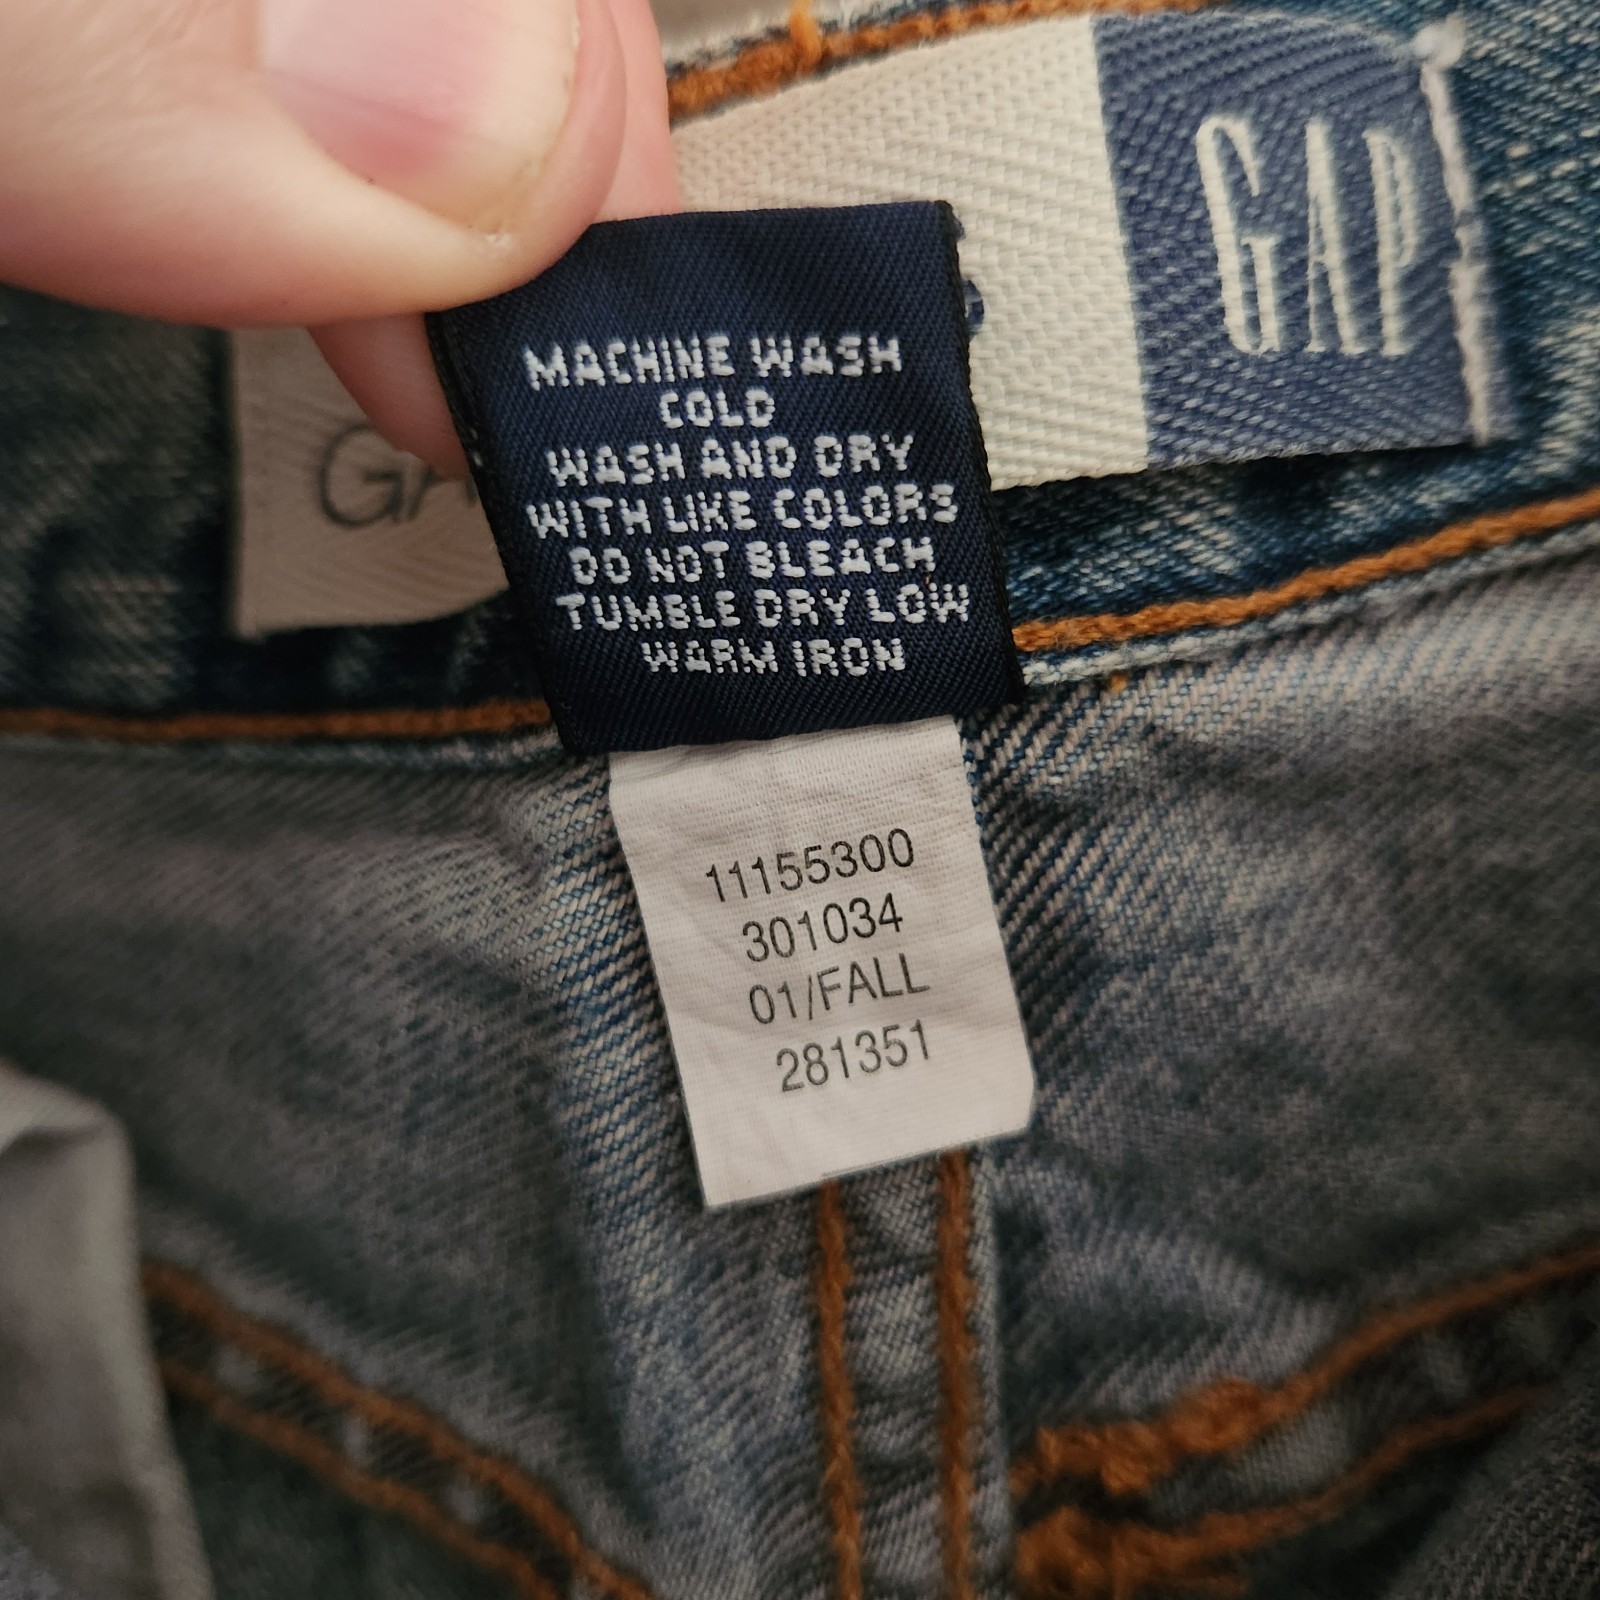 GAP
GA
MACHINE WASH
COLD
WASH AND DRY
WITH LIKE COLORS
DO NOT BLEACH
TUMBLE DRY LOW
WARM IRON
11155300
301034
01/FALL
281351